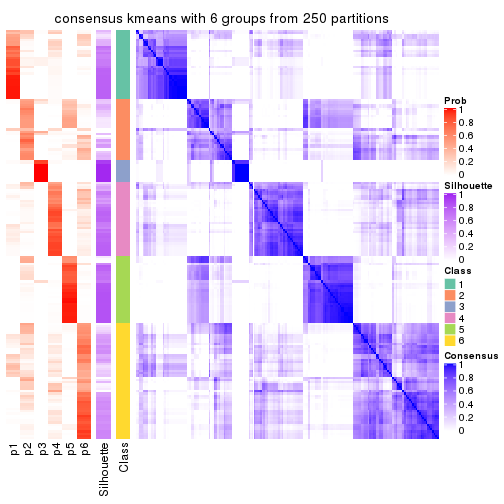 consensus kmeans with 6 groups from 250 partitions
Prob
1
0.8
0.6
0.4
0.2
0
Silhouette
1
0.8
0.6
0.4
0.2
0
Class
1
2
3
4
5
6
Consensus
1
0.8
0.6
0.4
0.2
0
p1
p2
p3
p4
p5
p6
Silhouette
Class